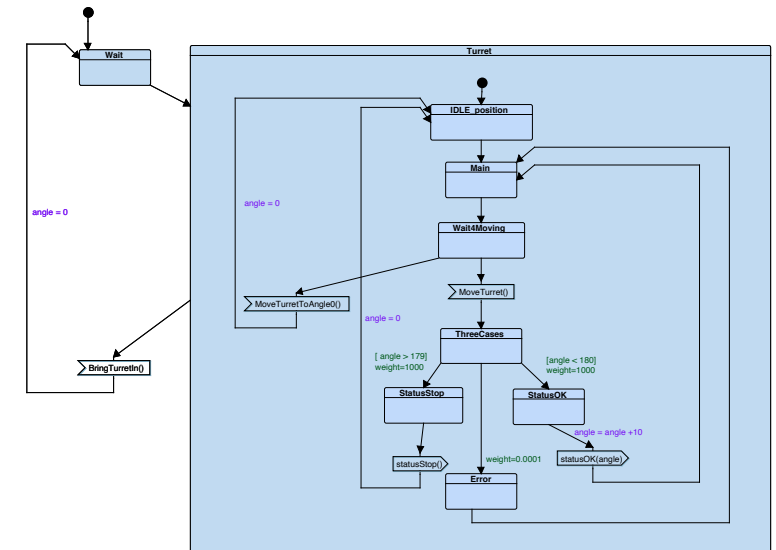 Wait
Turret
IDLE_position
Main
angle = 0
angle = 0
Wait4Moving
MoveTurretToAngle0()
MoveTurret()
angle = 0
ThreeCases
[ angle > 179]
weight=1000
[angle < 180]
weight=1000
BringTurretIn()
StatusStop
StatusOK
angle = angle +10
statusStop()
weight=0.0001
statusOK(angle)
Error